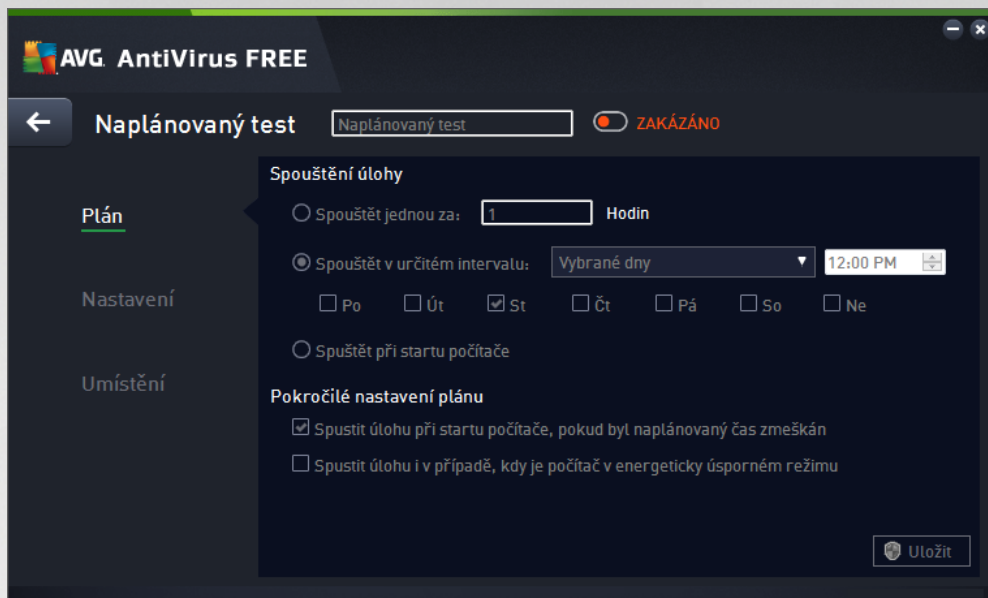 AVG AntiVirus FREE
Naplánovaný test
Naplánovaný test
ZAKÁZÁNO
Plán
Nastavení
Umístění
Spouštění úlohy
Spouštět jednou za: 1 Hodin
Spouštět v určitém intervalu: Vybrané dny 12:00 PM
Po Út St Čt Pá So Ne
Spuštět při startu počítače
Pokročilé nastavení plánu
Spustit úlohu při startu počítače, pokud byl naplánovaný čas zmeškán
Spustit úlohu i v případě, kdy je počítač v energeticky úsporném režimu
Uložit